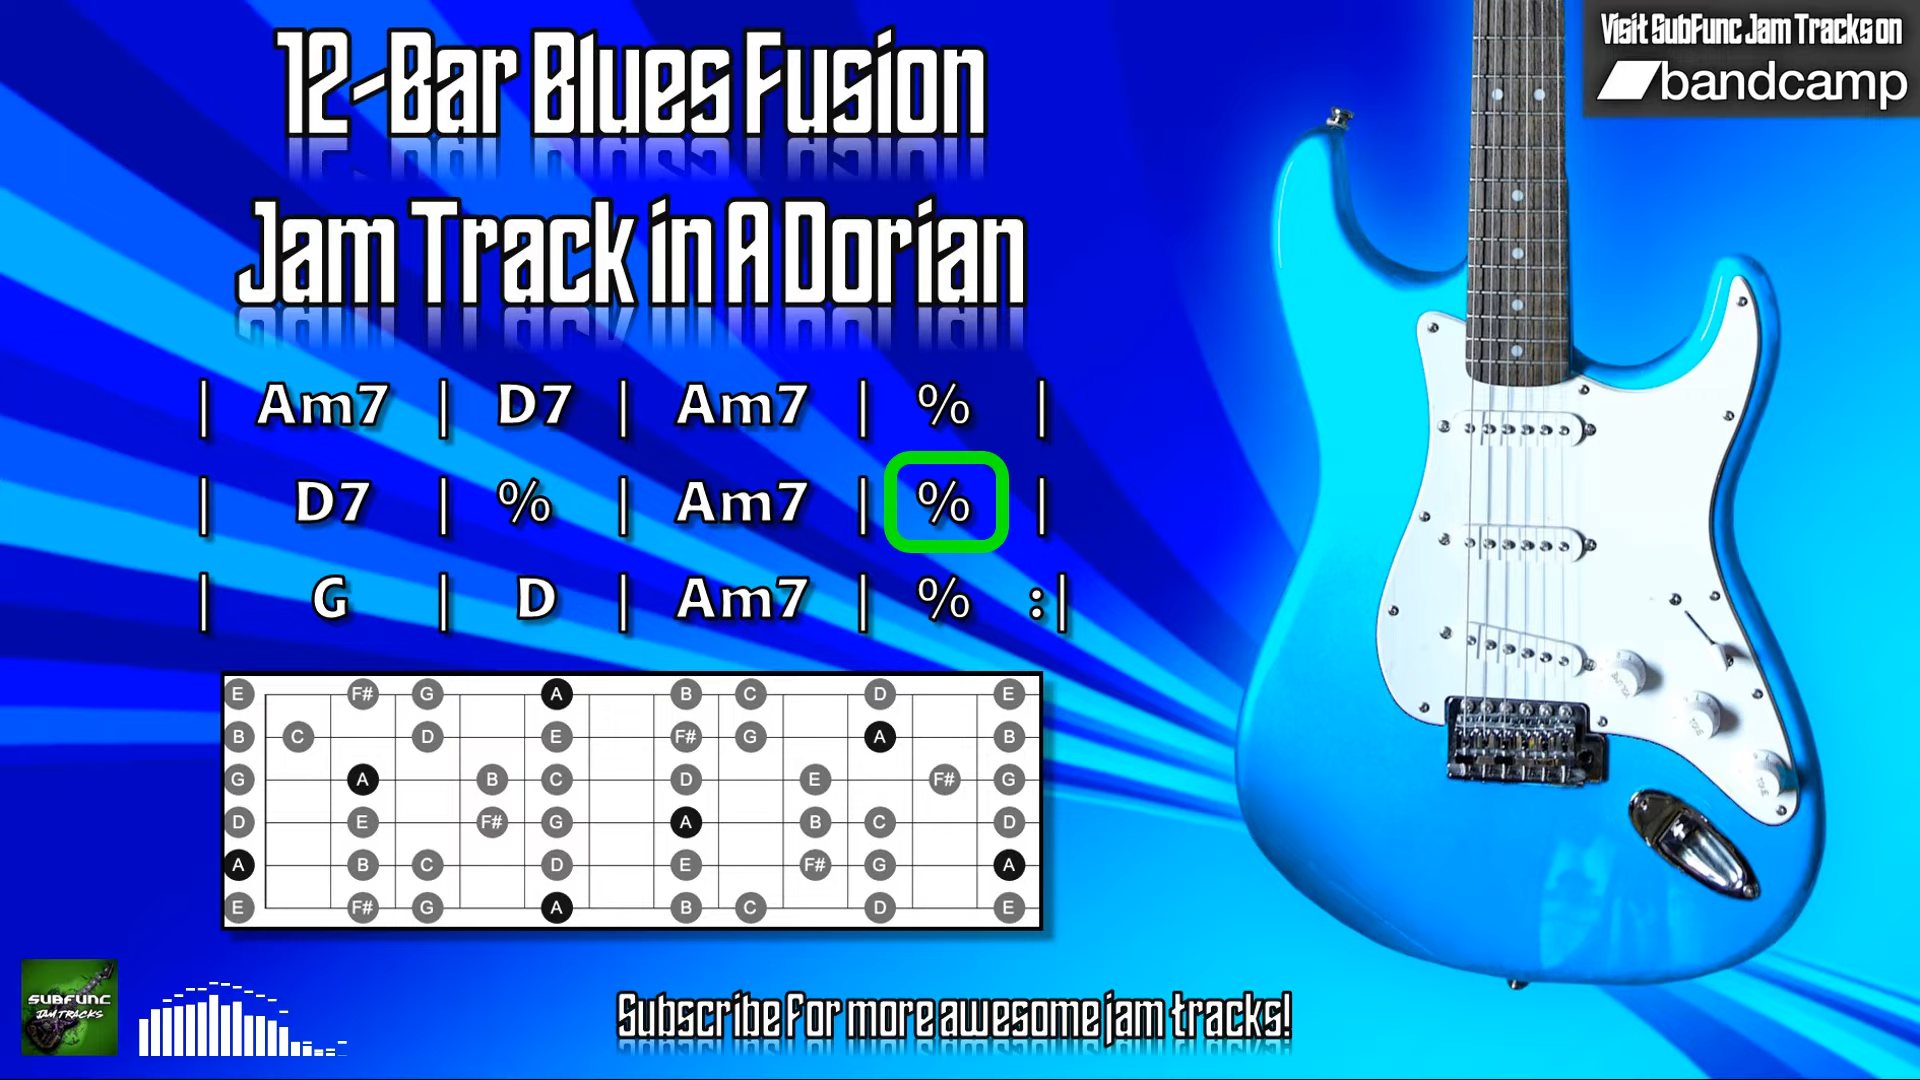 Visit SubFunc Jam Tracks on
bandcamp
12-Bar Blues Fusion
Jam Track in A Dorian
| Am7 | D7 | Am7 | % |
| D7 | % | Am7 | % |
| G | D | Am7 | % :|
E F# G A B C D E
B C D E F# G A B
G A B C D E F# G
D E F# G A B C D
A B C D E F# G A
E F# G A B C D E
SUBFUNC
JAM TRACKS
Subscribe for more awesome jam tracks!